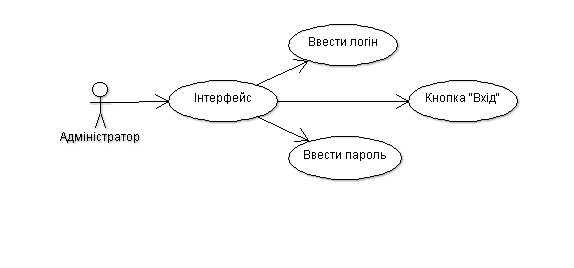 Ввести логін
Інтерфейс
Кнопка "Вхід"
Адміністратор
Ввести пароль